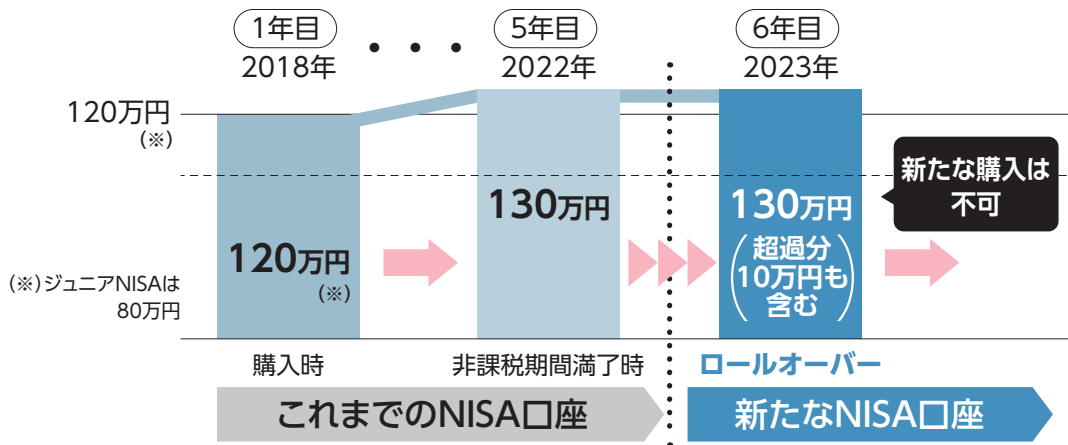 1年目
2018年
・・・
5年目
2022年
6年目
2023年
120万円
(※)
新たな購入は
不可
120万円
(※)
130万円
130万円
(超過分
10万円も
含む)
(※)ジュニアNISAは
80万円
購入時
非課税期間満了時
ロールオーバー
これまでのNISA口座
新たなNISA口座